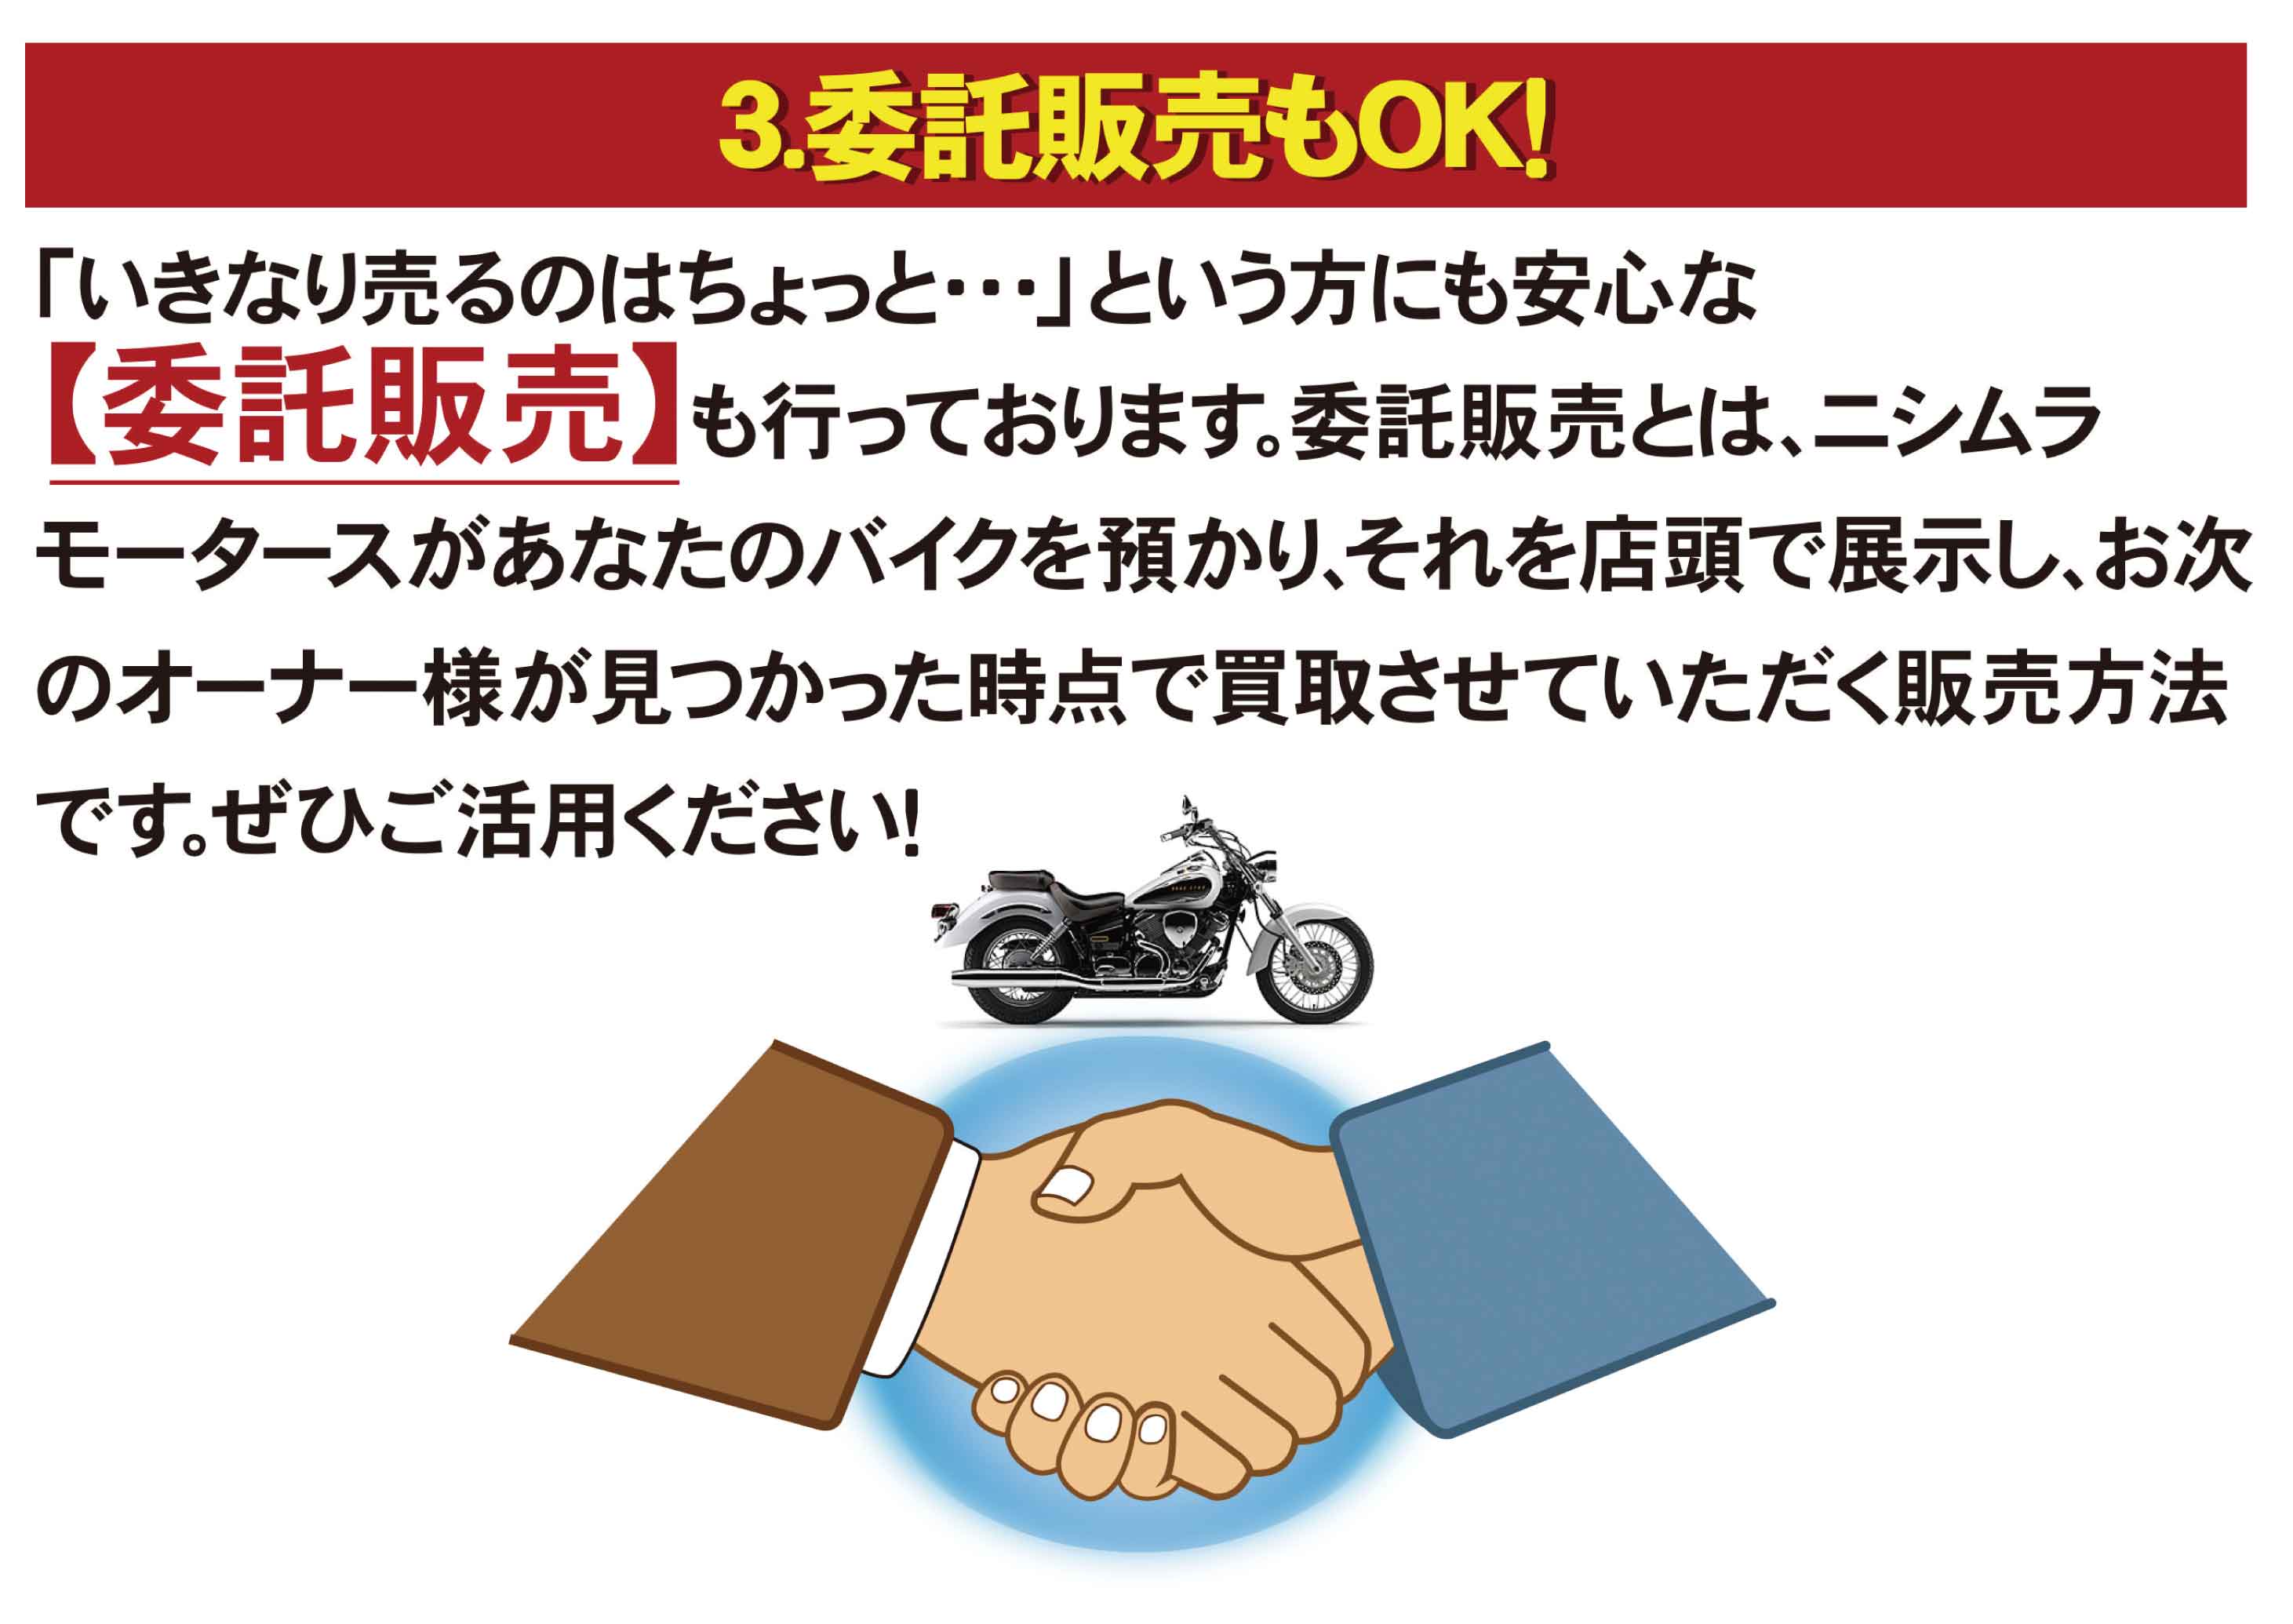 3.委託販売もOK!
「いきなり売るのはちょっと･･･」という方にも安心な
【委託販売】も行っております。委託販売とは、ニシムラ
モータースがあなたのバイクを預かり、それを店頭で展示し、お次
のオーナー様が見つかった時点で買取させていただく販売方法
です。ぜひご活用ください!